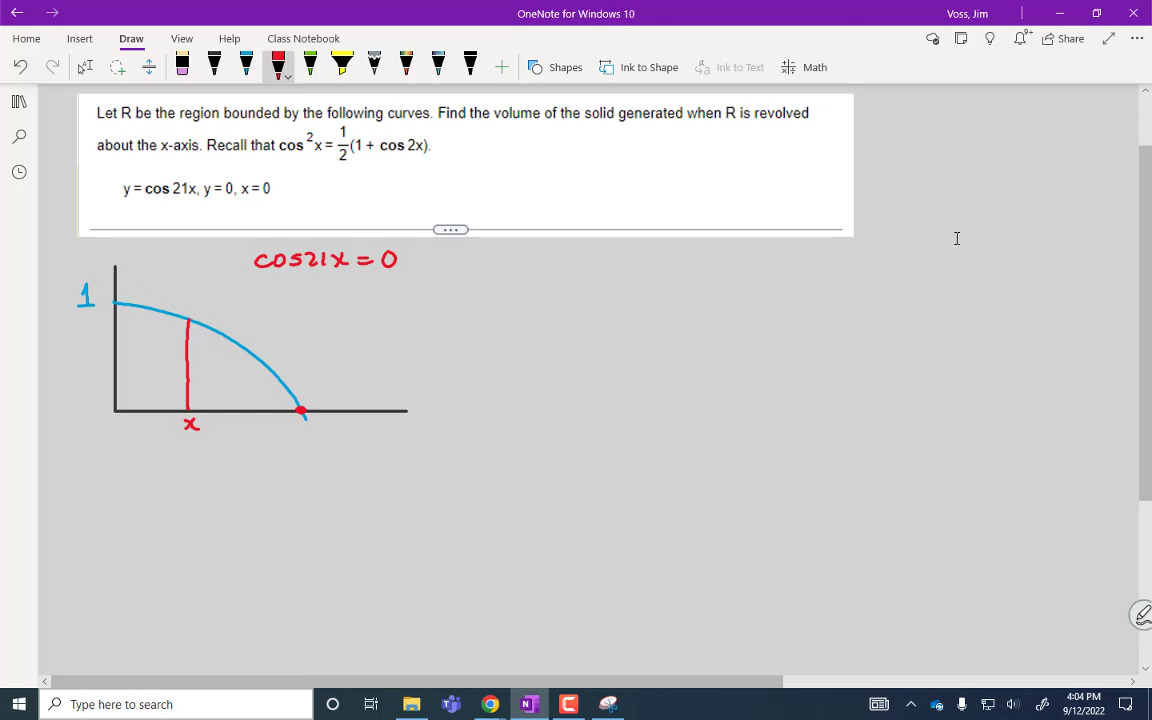 OneNote for Windows 10
Voss, Jim
Home Insert Draw View Help Class Notebook
Share
Shapes Ink to Shape Ink to Text Math
Let R be the region bounded by the following curves. Find the volume of the solid generated when R is revolved
about the x-axis. Recall that cos²x = 1/2(1 + cos 2x).
y = cos 21x, y = 0, x = 0
cos21x = 0
1
x
Type here to search
4:04 PM
9/12/2022